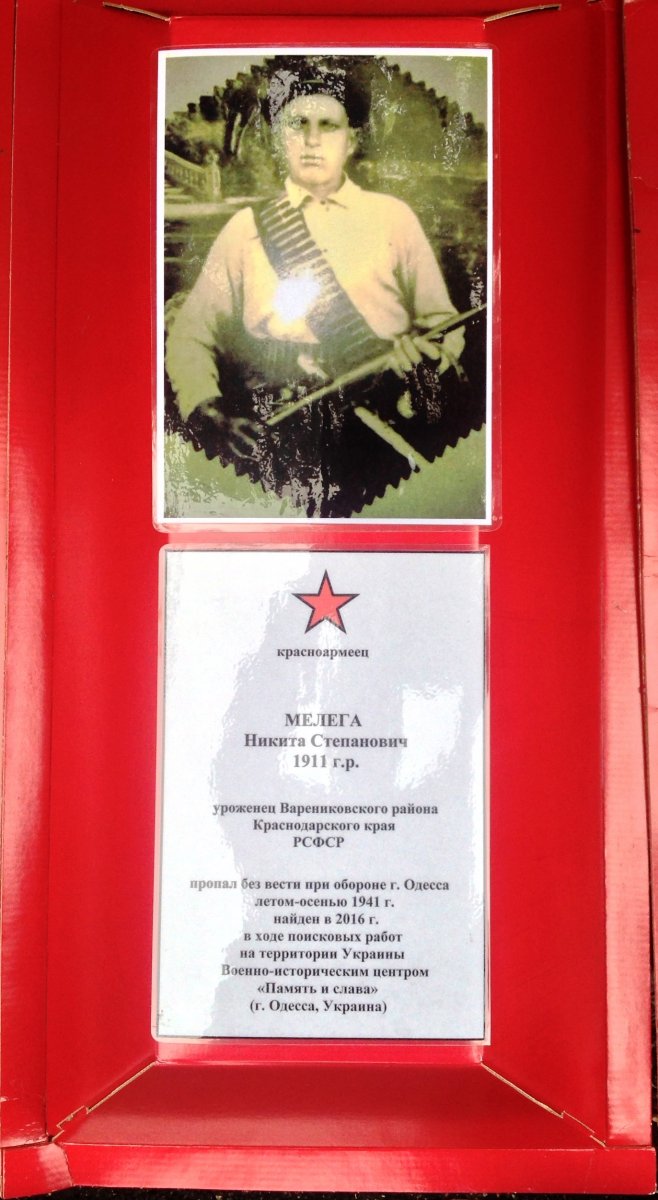 красноармеец
МЕЛЕГА
Никита Степанович
1911 г.р.
уроженец Варениковского района
Краснодарского края
РСФСР
пропал без вести при обороне г. Одесса
летом-осенью 1941 г.
найден в 2016 г.
в ходе поисковых работ
на территории Украины
Военно-историческим центром
«Память и слава»
(г. Одесса, Украина)